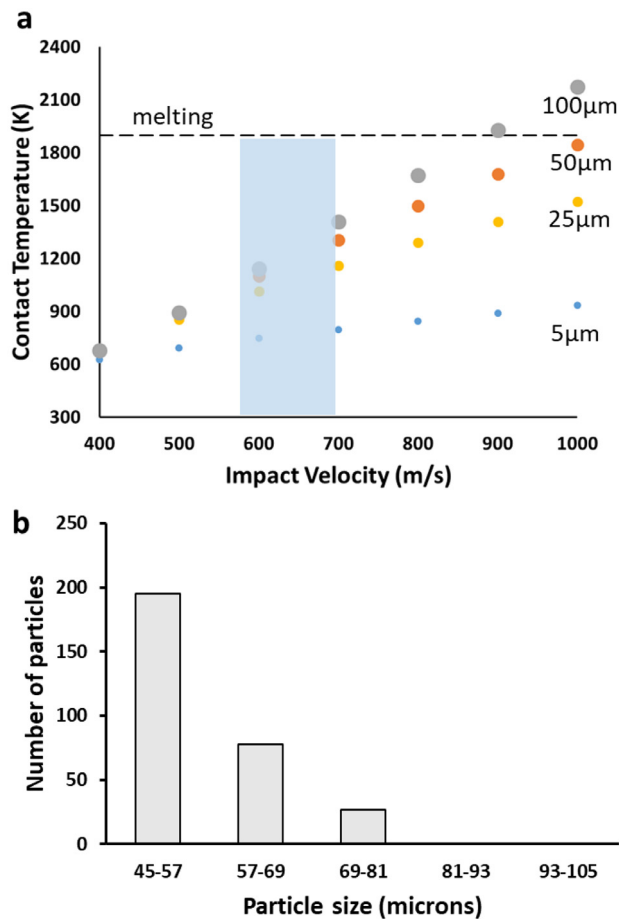 a
2400
2100
1800
1500
1200
900
600
300
Contact Temperature (K)
melting
100µm
50µm
25µm
5µm
400 500 600 700 800 900 1000
Impact Velocity (m/s)
b
250
200
150
100
50
0
Number of particles
45-57 57-69 69-81 81-93 93-105
Particle size (microns)